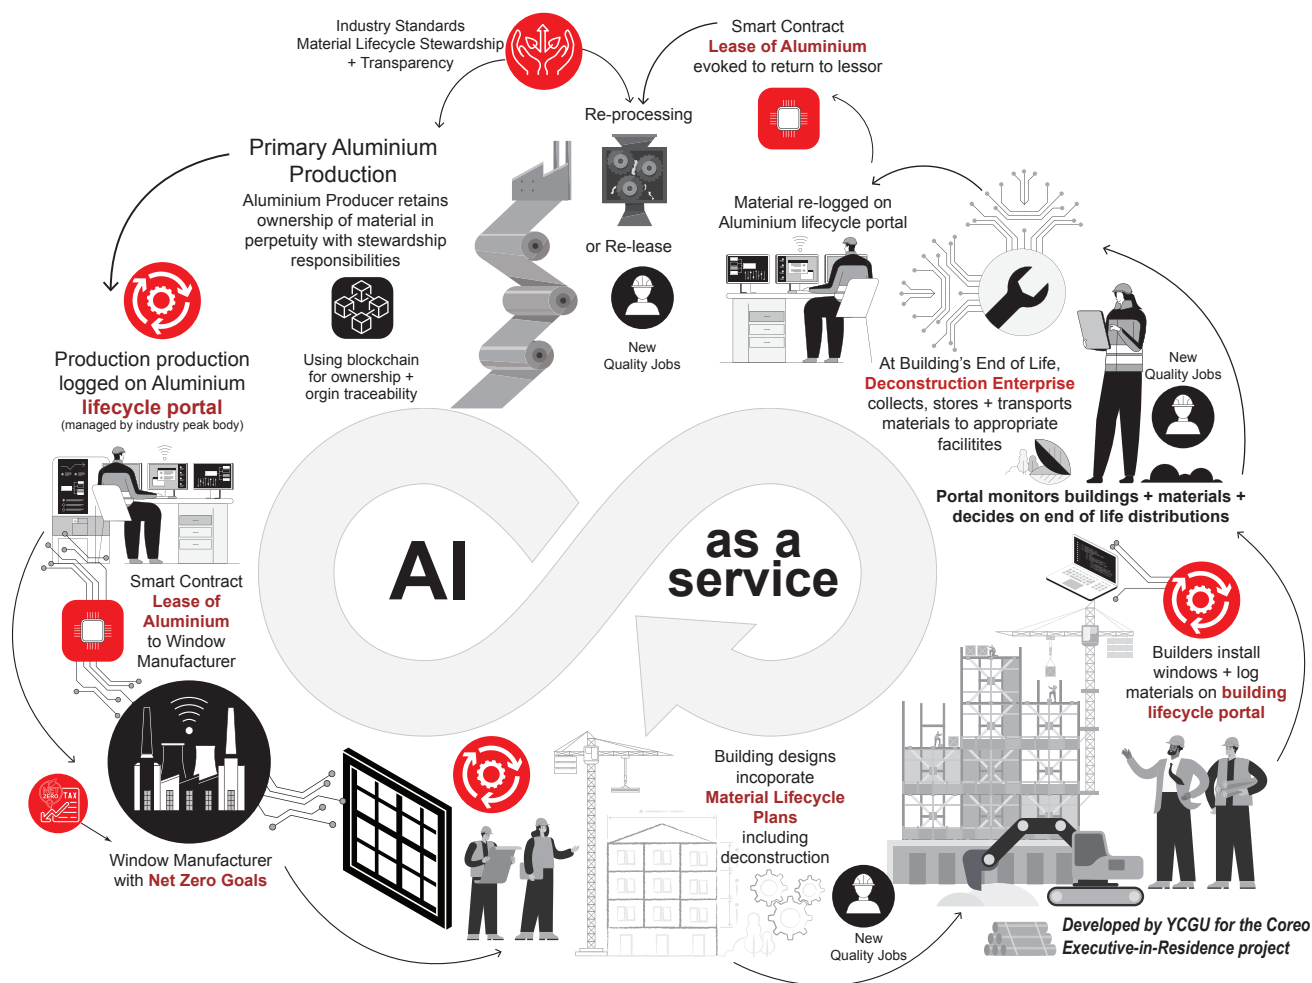 Industry Standards
Material Lifecycle Stewardship
+ Transparency
Smart Contract
Lease of Aluminium
evoked to return to lessor
Re-processing
or Re-lease
New
Quality Jobs
Primary Aluminium
Production
Aluminium Producer retains
ownership of material in
perpetuity with stewardship
responsibilities
Using blockchain
for ownership +
orgin traceability
Production production
logged on Aluminium
lifecycle portal
(managed by industry peak body)
Smart Contract
Lease of
Aluminium
to Window
Manufacturer
NET
ZERO
TAX
Window Manufacturer
with Net Zero Goals
Al
as a
service
Building designs
incoporate
Material Lifecycle
Plans
including
deconstruction
New
Quality Jobs
Builders install
windows + log
materials on building
lifecycle portal
Portal monitors buildings + materials +
decides on end of life distributions
New
Quality Jobs
At Building's End of Life,
Deconstruction Enterprise
collects, stores + transports
materials to appropriate
facilites
Material re-logged on
Aluminium lifecycle portal
Developed by YCGU for the Coreo
Executive-in-Residence project